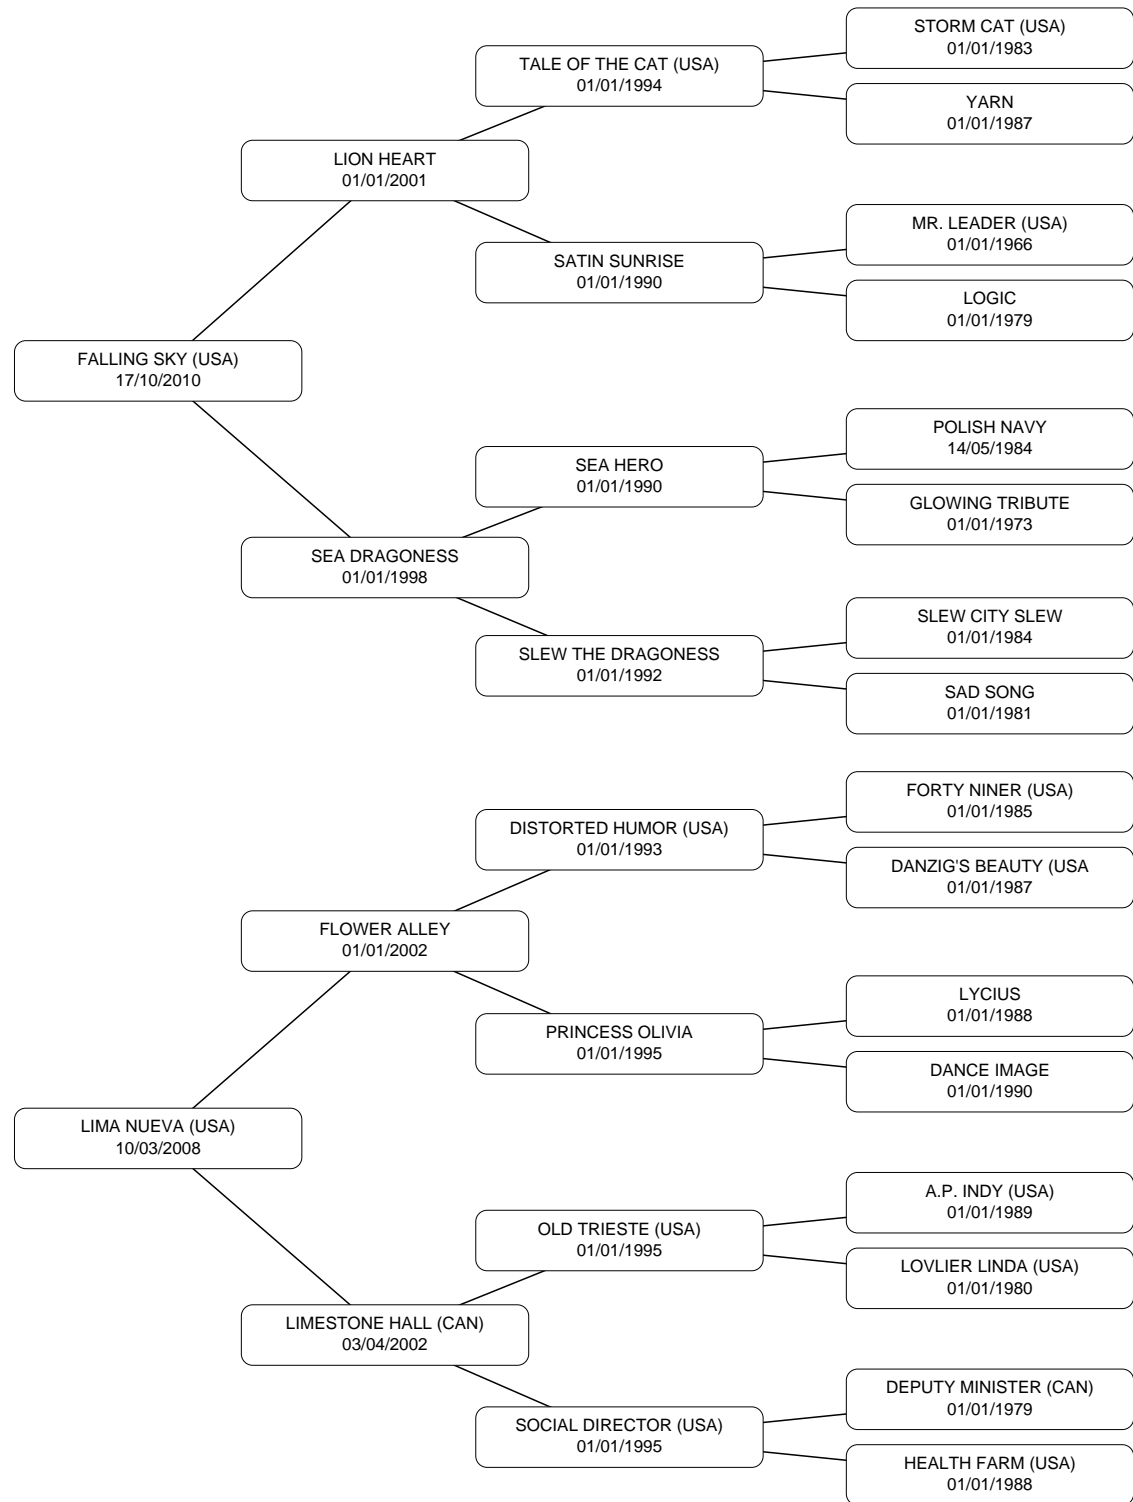 STORM CAT (USA)
01/01/1983
TALE OF THE CAT (USA)
01/01/1994
YARN
01/01/1987
LION HEART
01/01/2001
MR. LEADER (USA)
01/01/1966
SATIN SUNRISE
01/01/1990
LOGIC
01/01/1979
FALLING SKY (USA)
17/10/2010
POLISH NAVY
14/05/1984
SEA HERO
01/01/1990
GLOWING TRIBUTE
01/01/1973
SEA DRAGONESS
01/01/1998
SLEW CITY SLEW
01/01/1984
SLEW THE DRAGONESS
01/01/1992
SAD SONG
01/01/1981
FORTY NINER (USA)
01/01/1985
DISTORTED HUMOR (USA)
01/01/1993
DANZIG'S BEAUTY (USA
01/01/1987
FLOWER ALLEY
01/01/2002
LYCIUS
01/01/1988
PRINCESS OLIVIA
01/01/1995
DANCE IMAGE
01/01/1990
LIMA NUEVA (USA)
10/03/2008
A.P. INDY (USA)
01/01/1989
OLD TRIESTE (USA)
01/01/1995
LOVLIER LINDA (USA)
01/01/1980
LIMESTONE HALL (CAN)
03/04/2002
DEPUTY MINISTER (CAN)
01/01/1979
SOCIAL DIRECTOR (USA)
01/01/1995
HEALTH FARM (USA)
01/01/1988